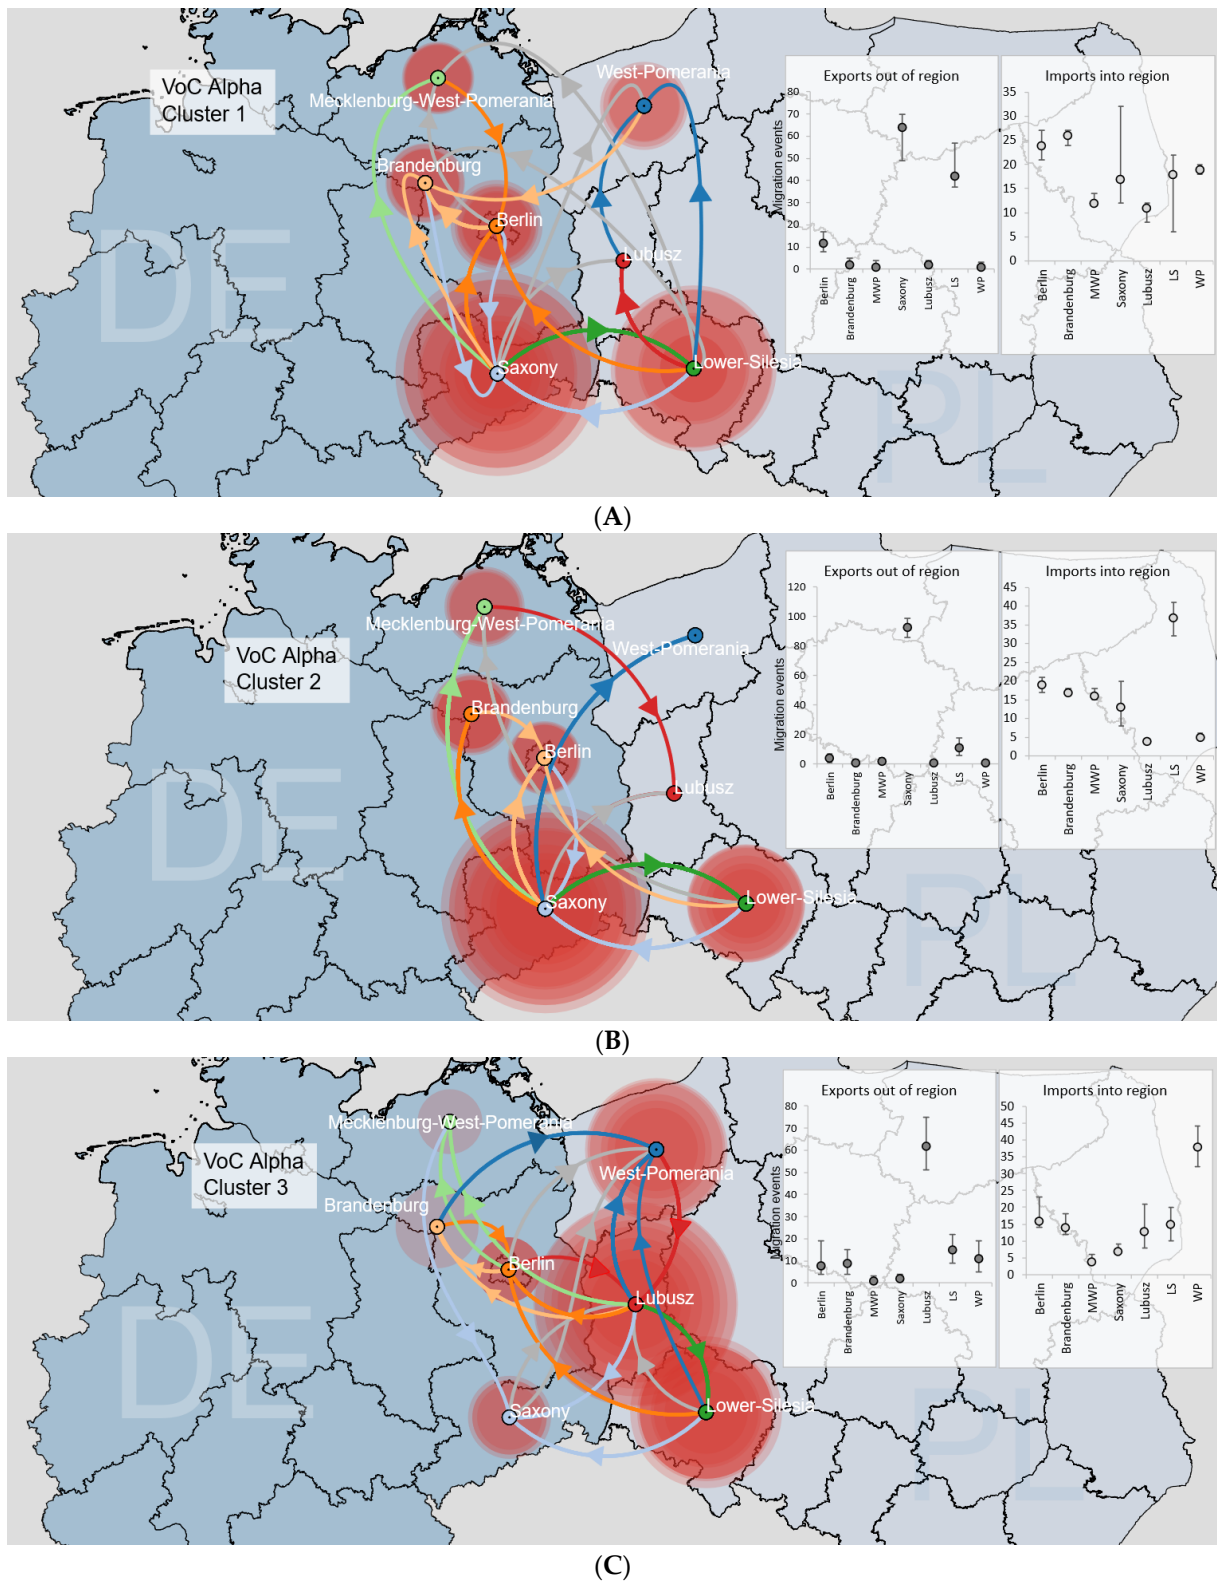 VoC Alpha
Cluster 1
DE
PL
Mecklenburg-West-Pomerania
West-Pomerania
Brandenburg
Berlin
Lubusz
Saxony
Lower-Silesia
Exports out of region
Migration events
80
70
60
50
40
30
20
10
0
Berlin
Brandenburg
MWP
Saxony
Lubusz
LS
WP
Imports into region
35
30
25
20
15
10
5
0
Berlin
Brandenburg
MWP
Saxony
Lubusz
LS
WP
(A)
VoC Alpha
Cluster 2
DE
PL
Mecklenburg-West-Pomerania
West-Pomerania
Brandenburg
Berlin
Lubusz
Saxony
Lower-Silesia
Exports out of region
Migration events
120
100
80
60
40
20
0
Berlin
Brandenburg
MWP
Saxony
Lubusz
LS
WP
Imports into region
45
40
35
30
25
20
15
10
5
0
Berlin
Brandenburg
MWP
Saxony
Lubusz
LS
WP
(B)
VoC Alpha
Cluster 3
DE
PL
Mecklenburg-West-Pomerania
West-Pomerania
Brandenburg
Berlin
Lubusz
Saxony
Lower-Silesia
Exports out of region
Migration events
80
70
60
50
40
30
20
10
0
Berlin
Brandenburg
MWP
Saxony
Lubusz
LS
WP
Imports into region
50
45
40
35
30
25
20
15
10
5
0
Berlin
Brandenburg
MWP
Saxony
Lubusz
LS
WP
(C)